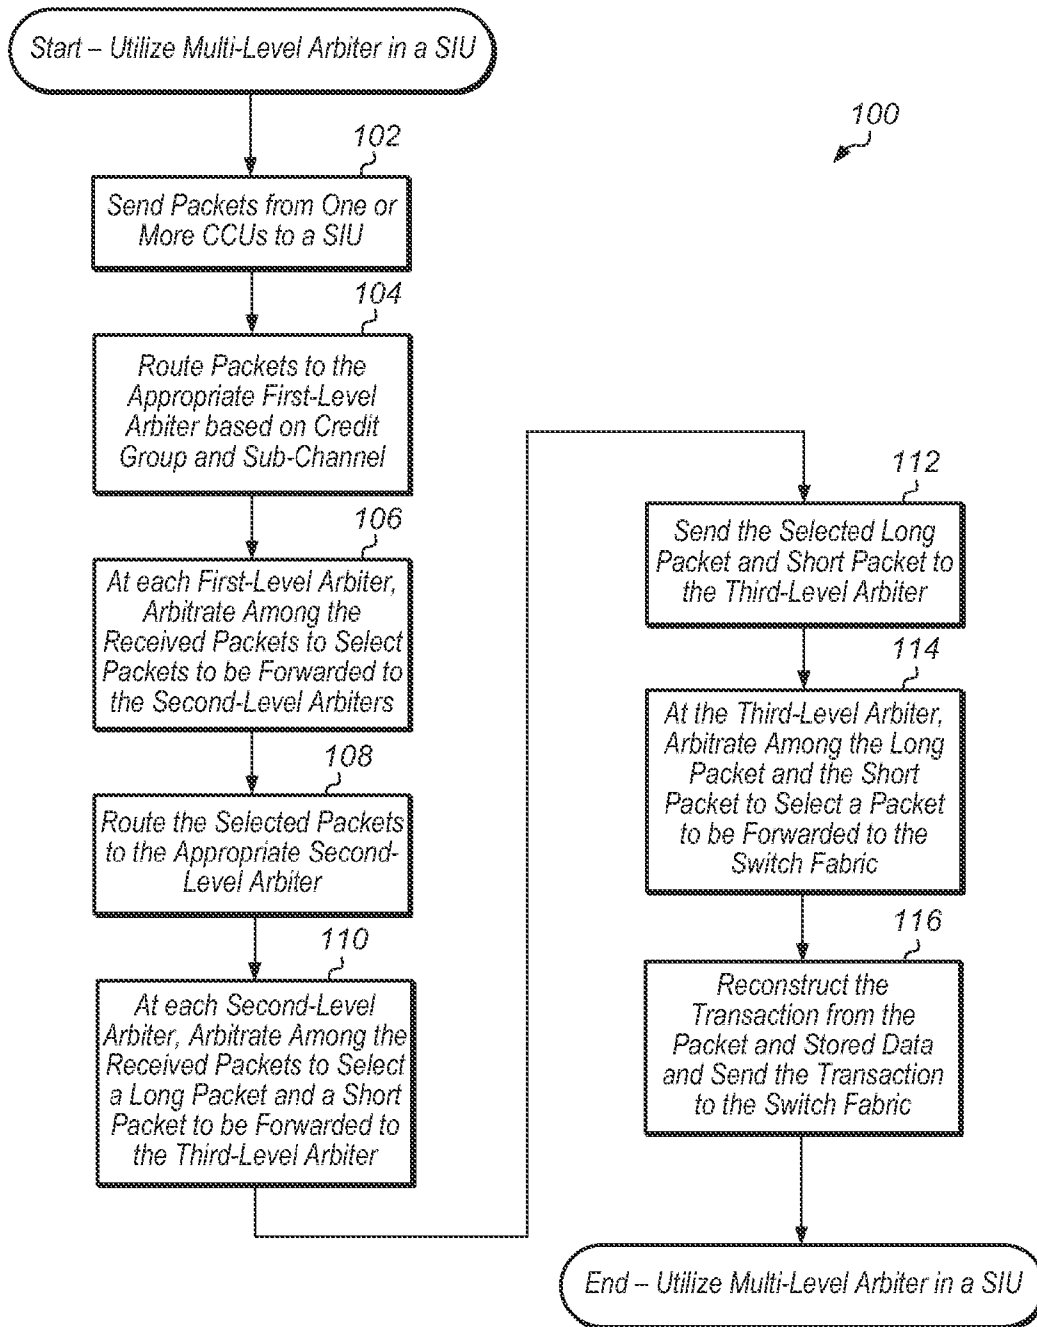 Start – Utilize Multi-Level Arbiter in a SIU
100
102
Send Packets from One or
More CCUs to a SIU
104
Route Packets to the
Appropriate First-Level
Arbiter based on Credit
Group and Sub-Channel
106
At each First-Level Arbiter,
Arbitrate Among the
Received Packets to Select
Packets to be Forwarded to
the Second-Level Arbiters
108
Route the Selected Packets
to the Appropriate Second-
Level Arbiter
110
At each Second-Level
Arbiter, Arbitrate Among the
Received Packets to Select
a Long Packet and a Short
Packet to be Forwarded to
the Third-Level Arbiter
112
Send the Selected Long
Packet and Short Packet to
the Third-Level Arbiter
114
At the Third-Level Arbiter,
Arbitrate Among the Long
Packet and the Short
Packet to Select a Packet
to be Forwarded to the
Switch Fabric
116
Reconstruct the
Transaction from the
Packet and Stored Data
and Send the Transaction
to the Switch Fabric
End – Utilize Multi-Level Arbiter in a SIU